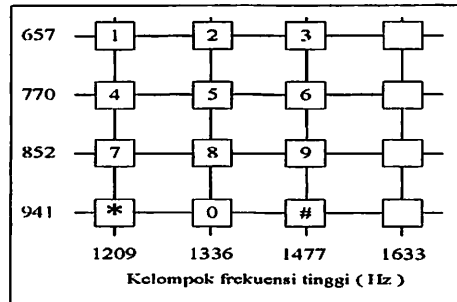 657 1 2 3
770 4 5 6
852 7 8 9
941 * 0 #
1209 1336 1477 1633
Kelompok frekuensi tinggi ( Hz )